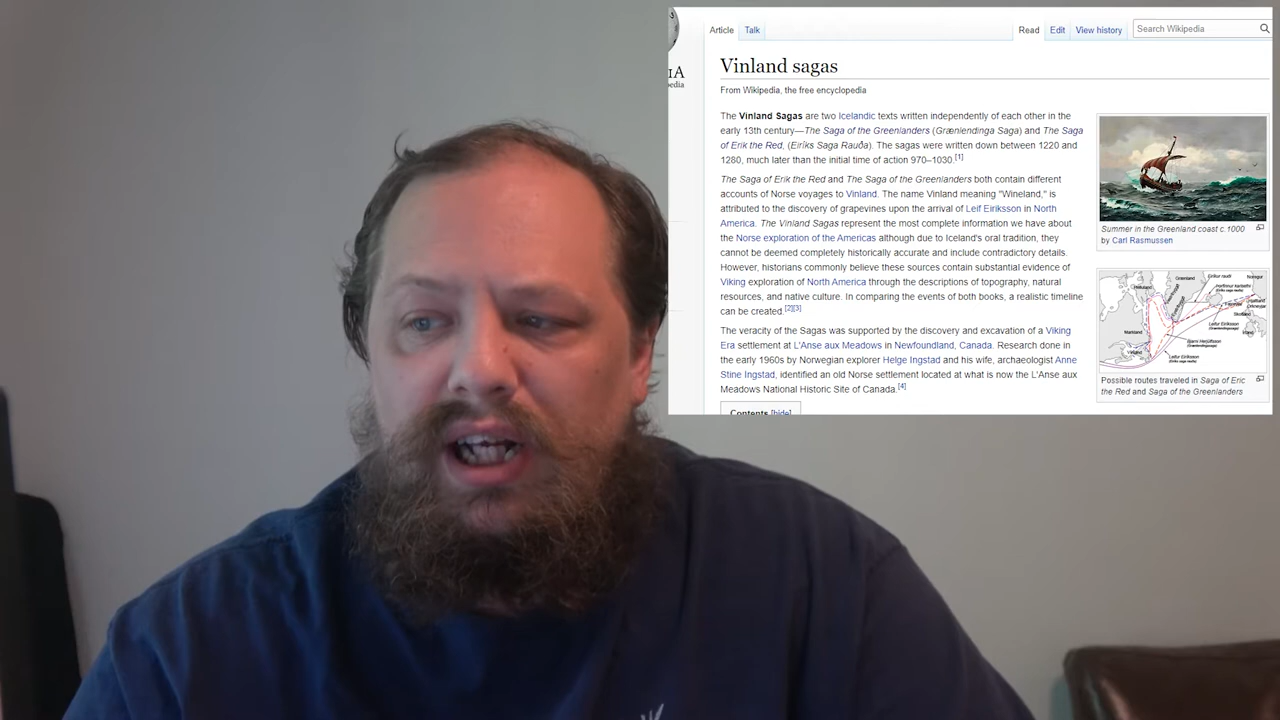 IA
pedia
Article Talk Read Edit View history Search Wikipedia
Vinland sagas
From Wikipedia, the free encyclopedia
The Vinland Sagas are two Icelandic texts written independently of each other in the
early 13th century—The Saga of the Greenlanders (Grænlendinga Saga) and The Saga
of Erik the Red, (Eiríks Saga Rauða). The sagas were written down between 1220 and
1280, much later than the initial time of action 970–1030.[1]
The Saga of Erik the Red and The Saga of Greenlanders both contain different
accounts of Norse voyages to Vinland. The name Vinland meaning "Wineland," is
attributed to the discovery of grapevines upon the arrival of Leif Eiriksson in North
America. The Vinland Sagas represent the most complete information we have about
the Norse exploration of the Americas although due to Iceland's oral tradition, they
cannot be deemed completely historically accurate and include contradictory details.
However, historians commonly believe these sources contain substantial evidence of
Viking exploration of North America through the descriptions of topography, natural
resources, and native culture. In comparing the events of both books, a realistic timeline
can be created.[2][3]
The veracity of the Sagas was supported by the discovery and excavation of a Viking
Era settlement at L'Anse aux Meadows in Newfoundland, Canada. Research done in
the early 1960s by Norwegian explorer Helge Ingstad and his wife, archaeologist Anne
Stine Ingstad, identified an old Norse settlement located at what is now the L'Anse aux
Meadows National Historic Site of Canada.[4]
Contents [hide]
Summer in the Greenland coast c.1000
by Carl Rasmussen
Greenland
Markland
Vinland
Leifur Eiríksson
Possible routes traveled in Saga of Eric
the Red and Saga of the Greenlanders